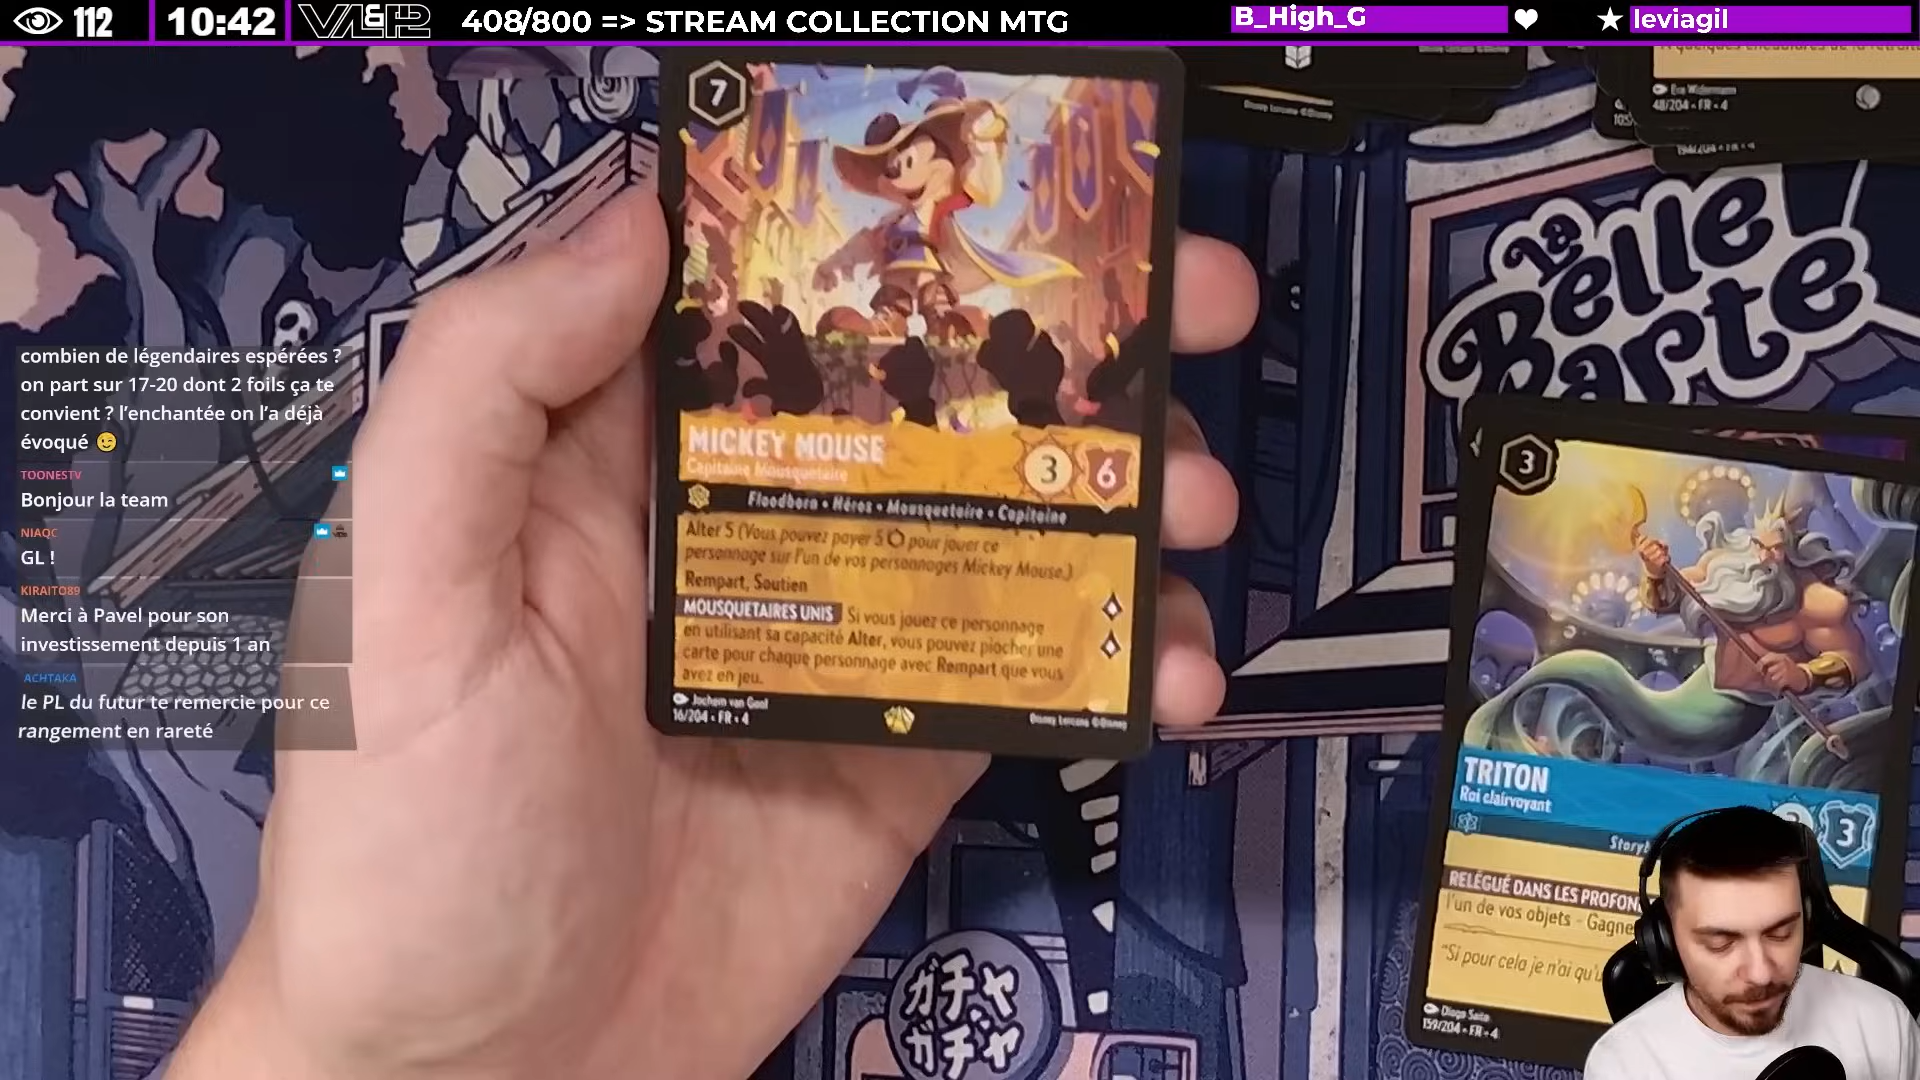 112
10:42
VA&P2
408/800 => STREAM COLLECTION MTG
B_High_G
leviagil
combien de légendaires espérées ?
on part sur 17-20 dont 2 foils ça te
convient ? l'enchantée on l'a déjà
évoqué 😉
TOONESTV
Bonjour la team
NIAQC
GL !
KIRAITO89
Merci à Pavel pour son
investissement depuis 1 an
ACHTAKA
le PL du futur te remercie pour ce
rangement en rareté
7
MICKEY MOUSE
Capitaine Mousquetaire
3
6
Floodborn • Héros • Mousquetaire • Capitaine
Alter 5 (Vous pouvez payer 5 pour jouer ce
personnage sur l'un de vos personnages Mickey Mouse.)
Rempart, Soutien
MOUSQUETAIRES UNIS Si vous jouez ce personnage
en utilisant sa capacité Alter, vous pouvez piocher une
carte pour chaque personnage avec Rempart que vous
avez en jeu.
Jochem van Gool
16/204 • FR • 4
Disney Lorcana ©Disney
48/204 • FR • 4
La
Belle
Carte
3
TRITON
Roi clairvoyant
3
RELÉGUÉ DANS LES PROFON
l'un de vos objets - Gagne
"Si pour cela je n'ai qu'u
Diogo Saito
159/204 • FR • 4
ガチャ
ガチャ